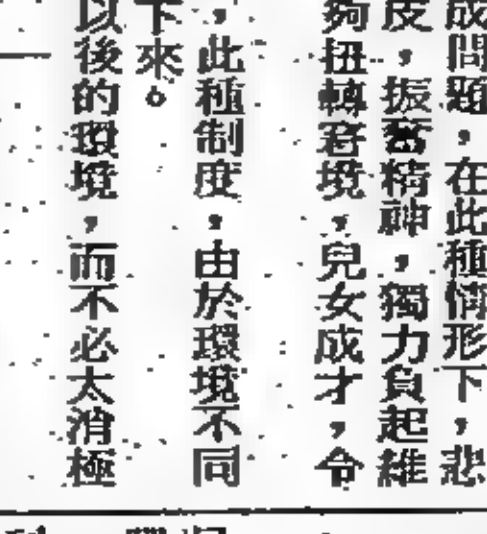 成問題，在此種情形下，悲
皮，振奮精神，獨力負起維
夠扭轉窘境，兒女成才，令
，此種制度，由於環境不同
下來。
以後的環境，而不必太消極